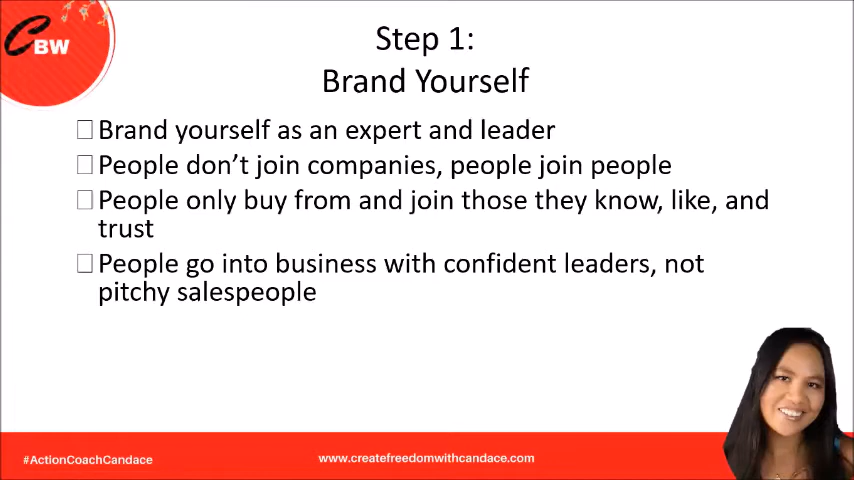 CBW
Step 1:
Brand Yourself
□Brand yourself as an expert and leader
□People don’t join companies, people join people
□People only buy from and join those they know, like, and
trust
□People go into business with confident leaders, not
pitchy salespeople
#ActionCoachCandace
www.createfreedomwithcandace.com